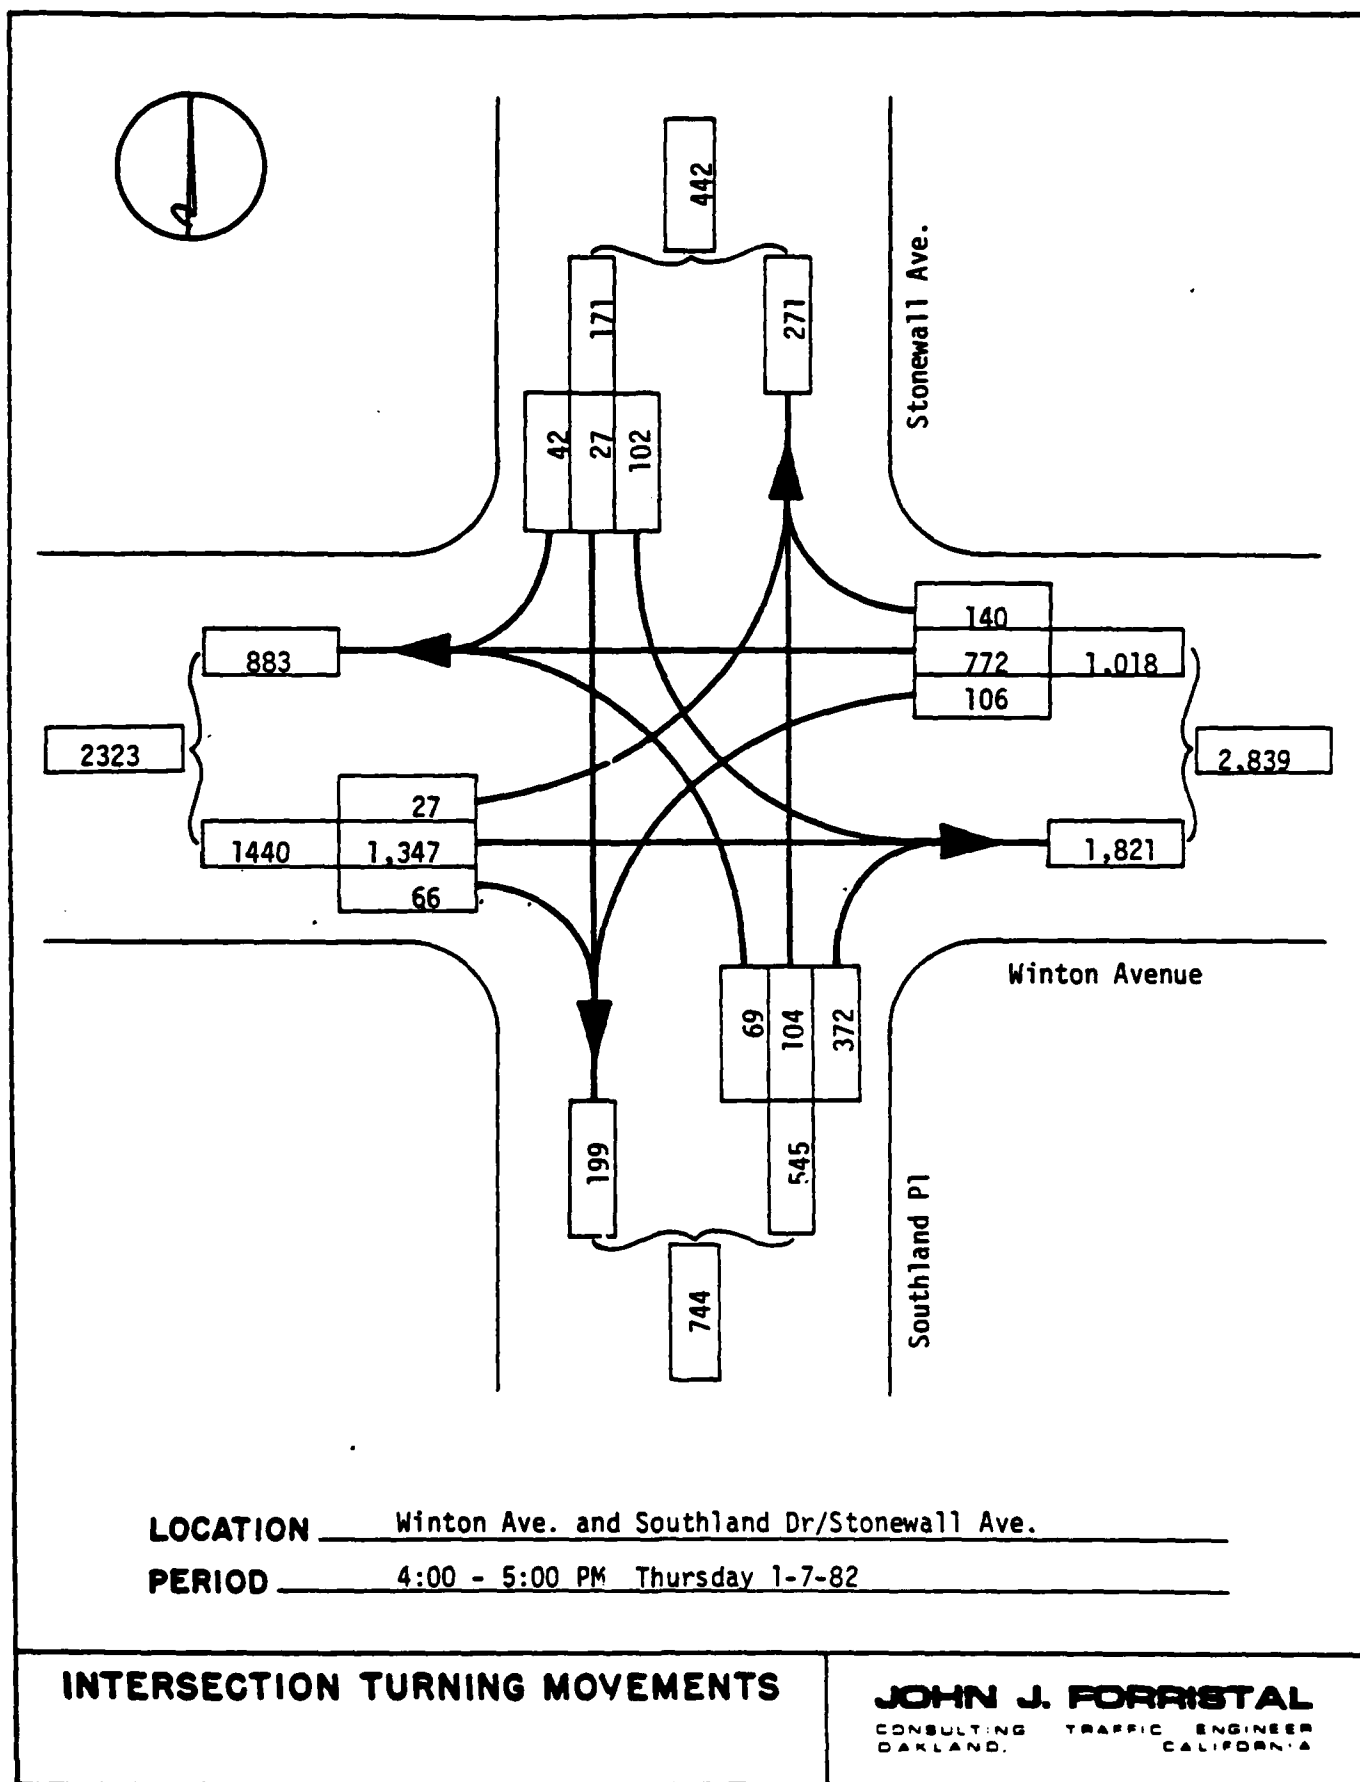 442
171
271
Stonewall Ave.
42 27 102
140
883
772 1,018
106
2323
2,839
27
1440 1,347
1,821
66
Winton Avenue
69 104 372
199
545
Southland Pl
744
LOCATION Winton Ave. and Southland Dr/Stonewall Ave.
PERIOD 4:00 - 5:00 PM Thursday 1-7-82
INTERSECTION TURNING MOVEMENTS
JOHN J. FORRISTAL
CONSULTING TRAFFIC ENGINEER
OAKLAND, CALIFORNIA